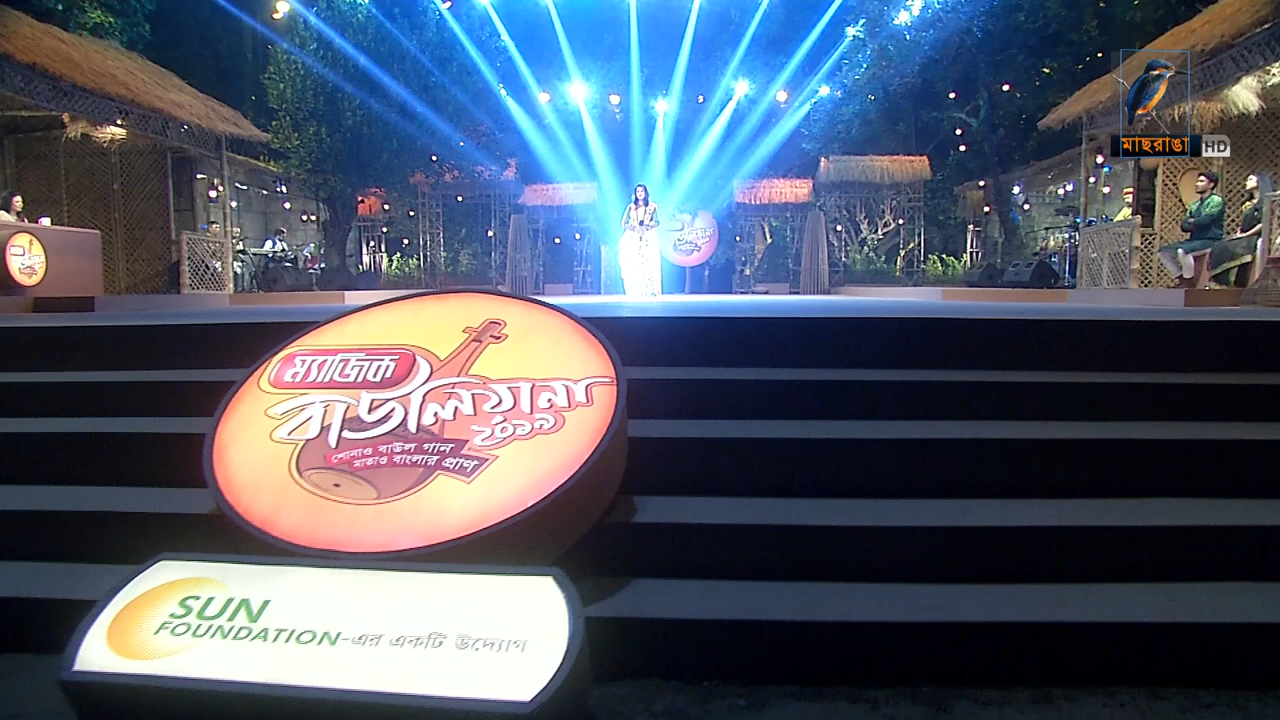 মাছরাঙা HD
ম্যাজিক
বাউলিয়ানা
২০১৯
শোনাও বাউল গান
মাতাও বাংলার প্রাণ
SUN
FOUNDATION-এর একটি উদ্যোগ